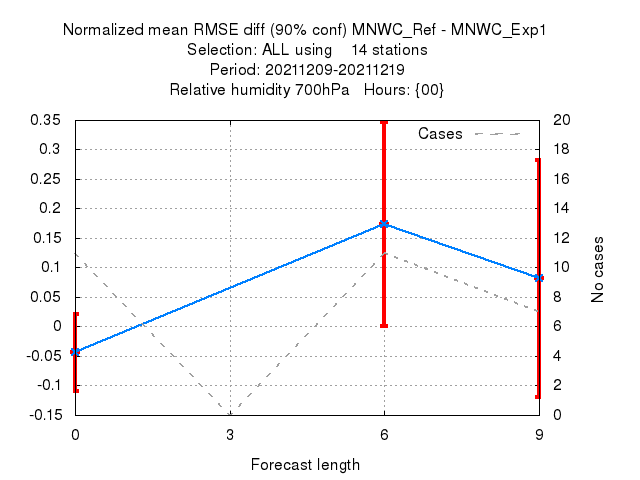 Normalized mean RMSE diff (90% conf) MNWC_Ref - MNWC_Exp1
Selection: ALL using 14 stations
Period: 20211209-20211219
Relative humidity 700hPa Hours: {00}
Cases
0.35
0.3
0.25
0.2
0.15
0.1
0.05
0
-0.05
-0.1
-0.15
20
18
16
14
12
10
8
6
4
2
0
No cases
0 3 6 9
Forecast length